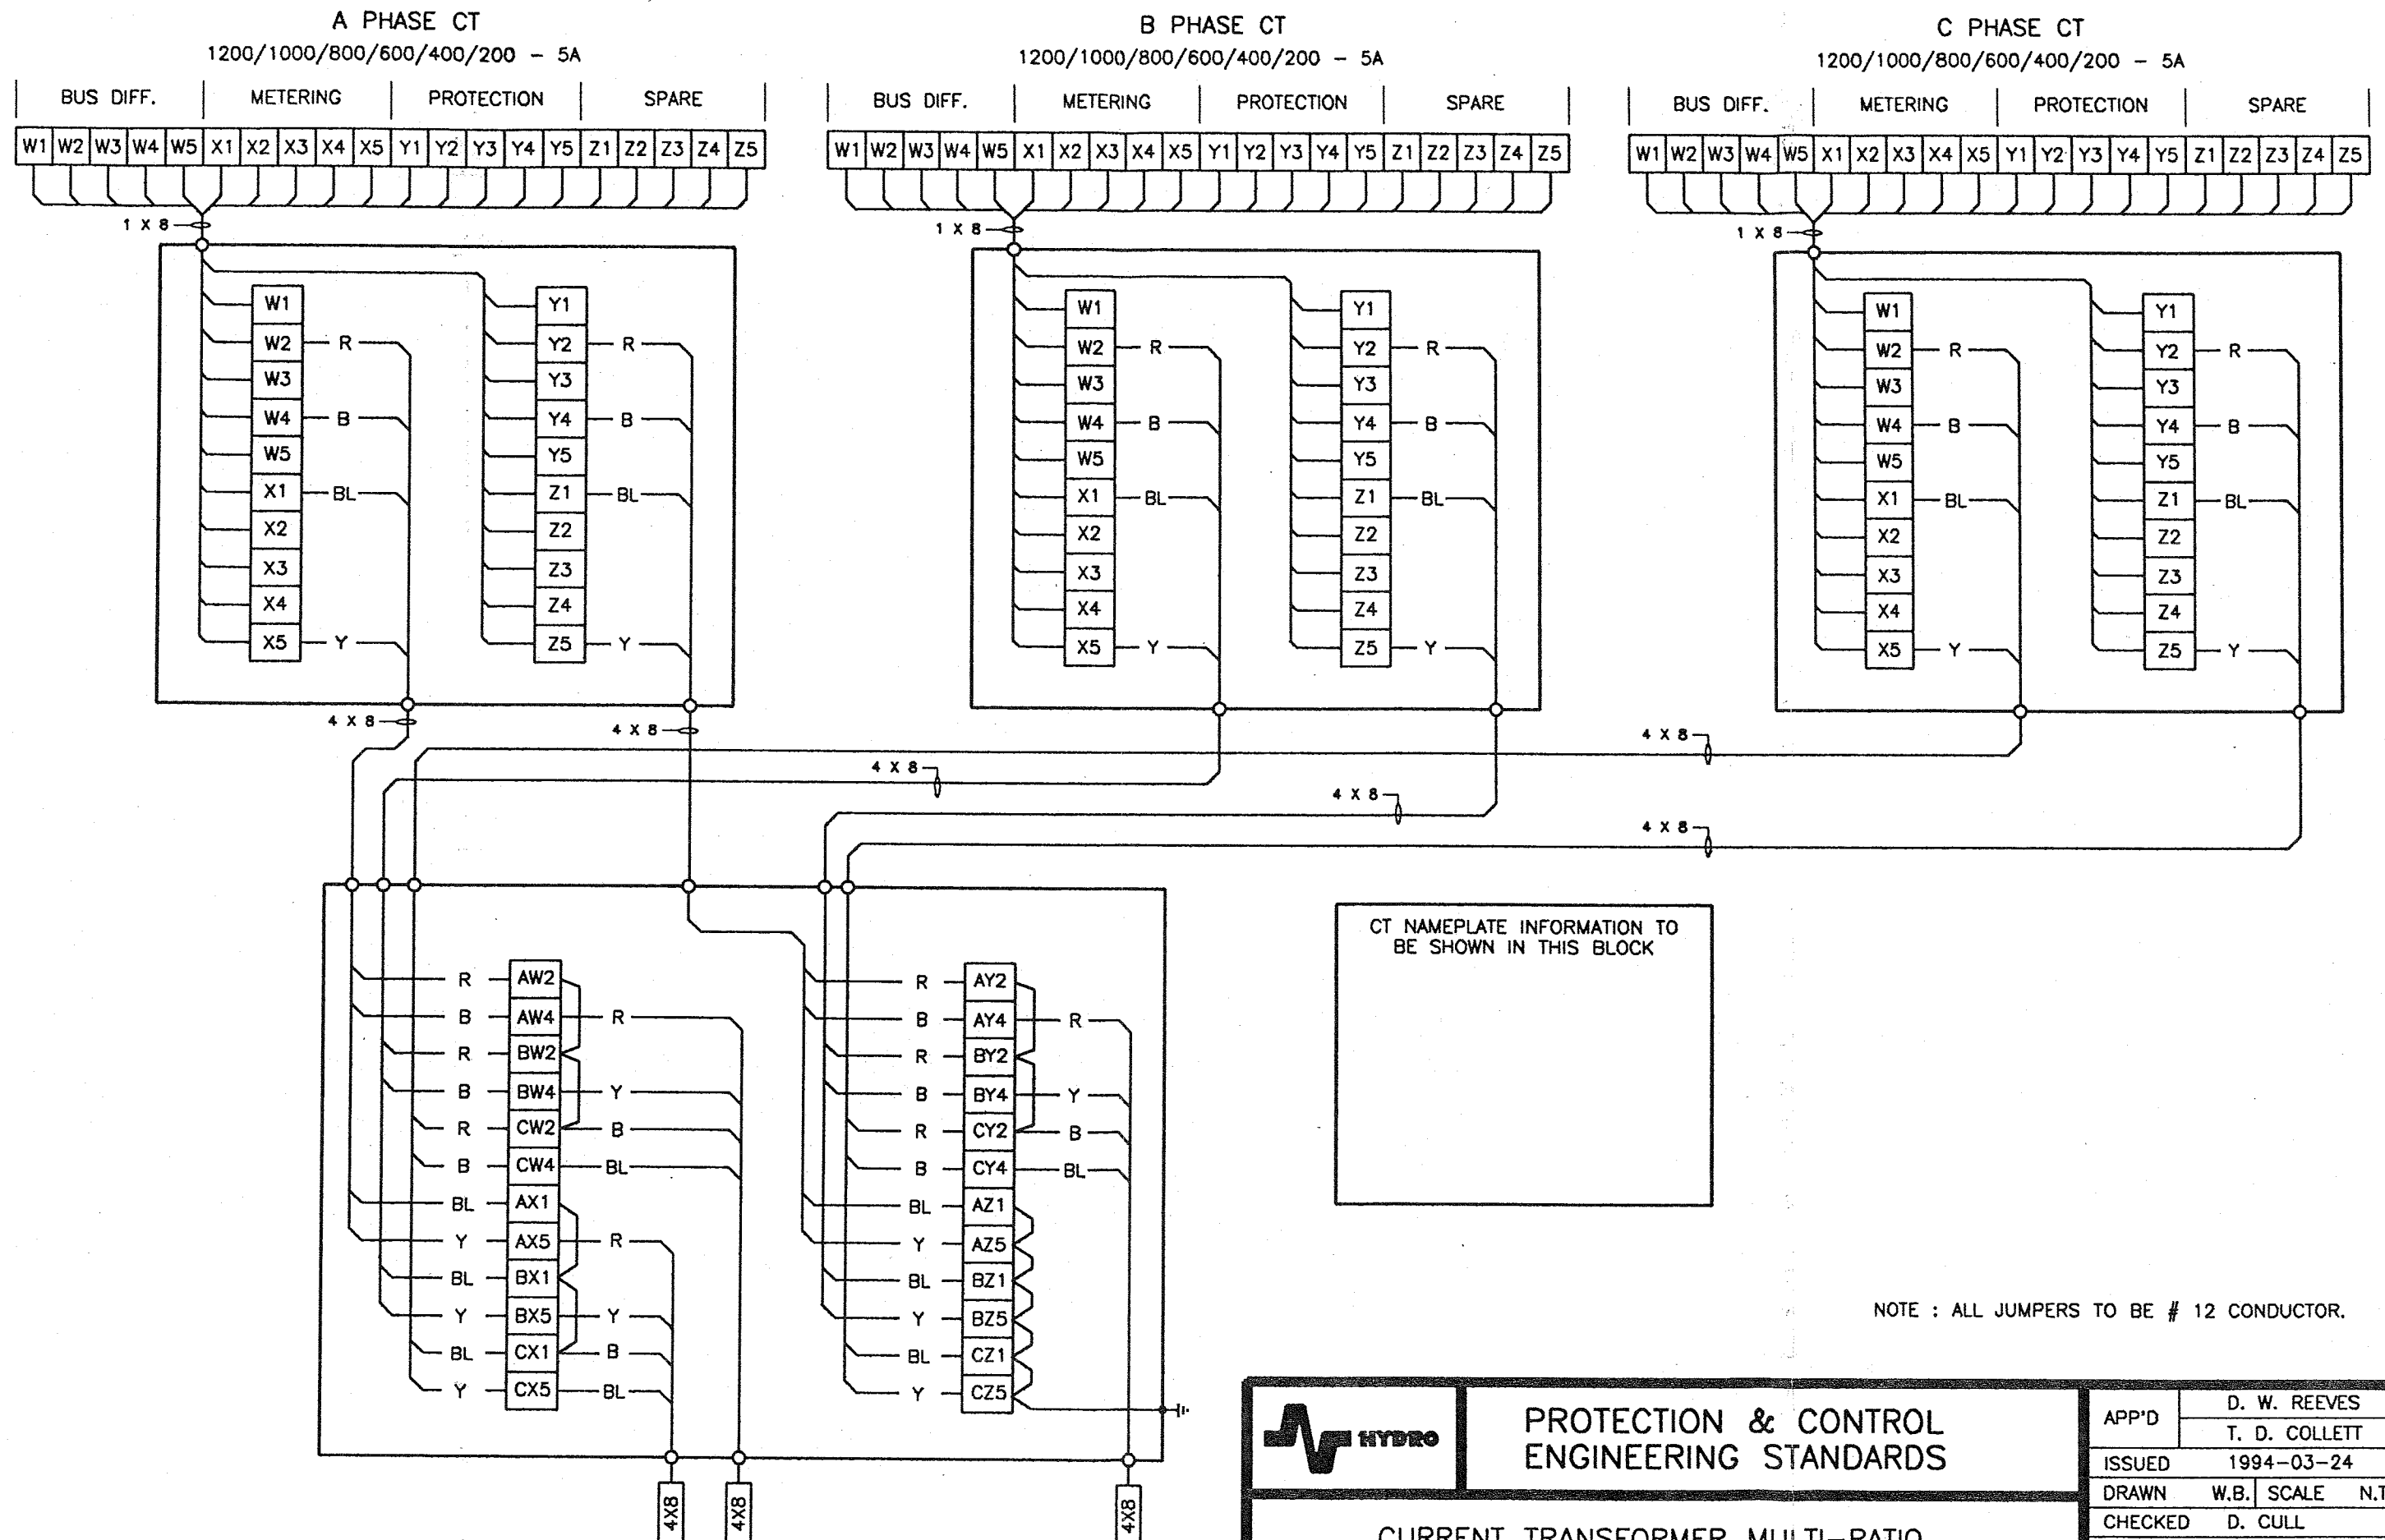 A PHASE CT
1200/1000/800/600/400/200 - 5A
BUS DIFF. METERING PROTECTION SPARE
W1 W2 W3 W4 W5 X1 X2 X3 X4 X5 Y1 Y2 Y3 Y4 Y5 Z1 Z2 Z3 Z4 Z5
1 X 8
W1
W2 R
W3
W4 B
W5
X1 BL
X2
X3
X4
X5 Y
Y1
Y2 R
Y3
Y4 B
Y5
Z1 BL
Z2
Z3
Z4
Z5 Y
4 X 8
4 X 8
B PHASE CT
1200/1000/800/600/400/200 - 5A
BUS DIFF. METERING PROTECTION SPARE
W1 W2 W3 W4 W5 X1 X2 X3 X4 X5 Y1 Y2 Y3 Y4 Y5 Z1 Z2 Z3 Z4 Z5
1 X 8
W1
W2 R
W3
W4 B
W5
X1 BL
X2
X3
X4
X5 Y
Y1
Y2 R
Y3
Y4 B
Y5
Z1 BL
Z2
Z3
Z4
Z5 Y
C PHASE CT
1200/1000/800/600/400/200 - 5A
BUS DIFF. METERING PROTECTION SPARE
W1 W2 W3 W4 W5 X1 X2 X3 X4 X5 Y1 Y2 Y3 Y4 Y5 Z1 Z2 Z3 Z4 Z5
1 X 8
W1
W2 R
W3
W4 B
W5
X1 BL
X2
X3
X4
X5 Y
Y1
Y2 R
Y3
Y4 B
Y5
Z1 BL
Z2
Z3
Z4
Z5 Y
4 X 8
4 X 8
4 X 8
4 X 8
R AW2
B AW4 R
R BW2
B BW4 Y
R CW2 B
B CW4 BL
BL AX1
Y AX5 R
BL BX1
Y BX5 Y
BL CX1 B
Y CX5 BL
R AY2
B AY4 R
R BY2
B BY4 Y
R CY2 B
B CY4 BL
BL AZ1
Y AZ5
BL BZ1
Y BZ5
BL CZ1
Y CZ5
4X8
4X8
4X8
CT NAMEPLATE INFORMATION TO
BE SHOWN IN THIS BLOCK
NOTE : ALL JUMPERS TO BE # 12 CONDUCTOR.
HYDRO
PROTECTION & CONTROL
ENGINEERING STANDARDS
CURRENT TRANSFORMER MULTI-RATIO
APP'D D. W. REEVES
T. D. COLLETT
ISSUED 1994-03-24
DRAWN W.B. SCALE N.T
CHECKED D. CULL